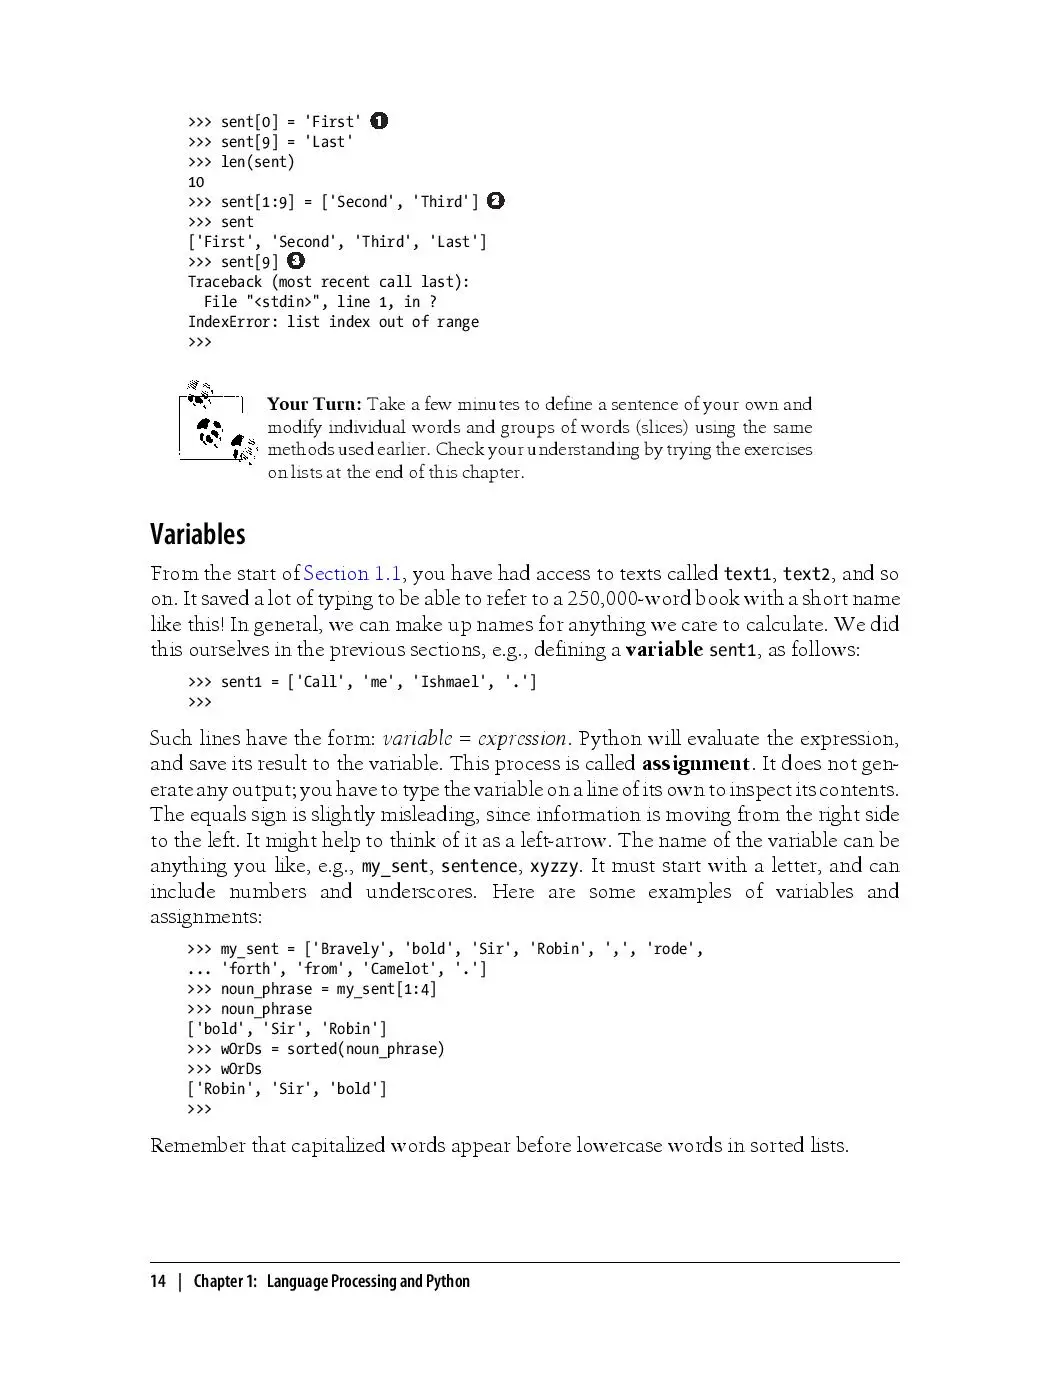 >>> sent[0] = 'First' ❶
>>> sent[9] = 'Last'
>>> len(sent)
10
>>> sent[1:9] = ['Second', 'Third'] ❷
>>> sent
['First', 'Second', 'Third', 'Last']
>>> sent[9] ❸
Traceback (most recent call last):
  File "<stdin>", line 1, in ?
IndexError: list index out of range
>>>
Your Turn: Take a few minutes to define a sentence of your own and
modify individual words and groups of words (slices) using the same
methods used earlier. Check your understanding by trying the exercises
on lists at the end of this chapter.
Variables
From the start of Section 1.1, you have had access to texts called text1, text2, and so
on. It saved a lot of typing to be able to refer to a 250,000-word book with a short name
like this! In general, we can make up names for anything we care to calculate. We did
this ourselves in the previous sections, e.g., defining a variable sent1, as follows:
>>> sent1 = ['Call', 'me', 'Ishmael', '.']
>>>
Such lines have the form: variable = expression. Python will evaluate the expression,
and save its result to the variable. This process is called assignment. It does not gen-
erate any output; you have to type the variable on a line of its own to inspect its contents.
The equals sign is slightly misleading, since information is moving from the right side
to the left. It might help to think of it as a left-arrow. The name of the variable can be
anything you like, e.g., my_sent, sentence, xyzzy. It must start with a letter, and can
include numbers and underscores. Here are some examples of variables and
assignments:
>>> my_sent = ['Bravely', 'bold', 'Sir', 'Robin', ',', 'rode',
... 'forth', 'from', 'Camelot', '.']
>>> noun_phrase = my_sent[1:4]
>>> noun_phrase
['bold', 'Sir', 'Robin']
>>> wOrDs = sorted(noun_phrase)
>>> wOrDs
['Robin', 'Sir', 'bold']
>>>
Remember that capitalized words appear before lowercase words in sorted lists.
14 | Chapter 1: Language Processing and Python